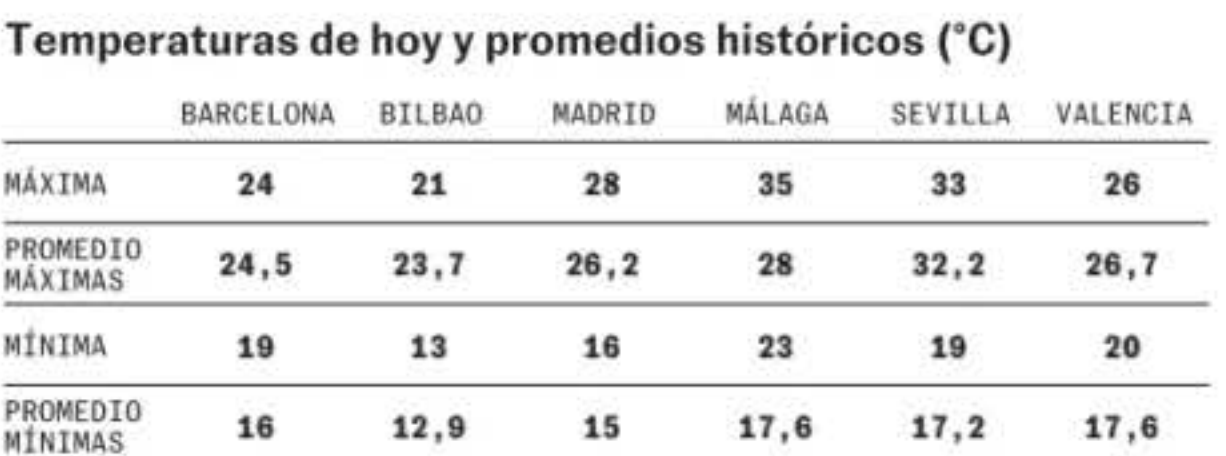 Temperaturas de hoy y promedios históricos (°C)
BARCELONA BILBAO MADRID MÁLAGA SEVILLA VALENCIA
MÁXIMA 24 21 28 35 33 26
PROMEDIO
MÁXIMAS 24,5 23,7 26,2 28 32,2 26,7
MÍNIMA 19 13 16 23 19 20
PROMEDIO
MÍNIMAS 16 12,9 15 17,6 17,2 17,6